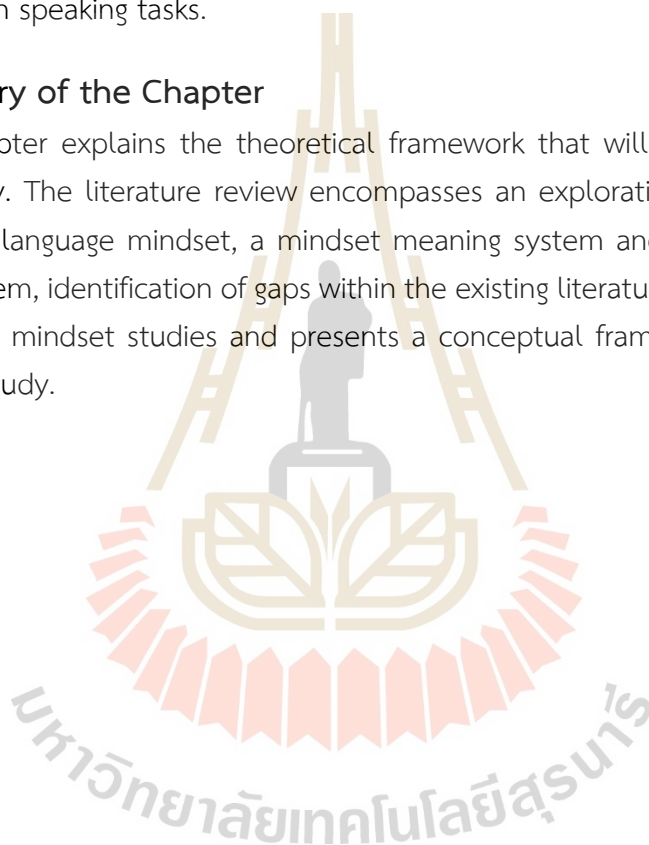 n speaking tasks.
ry of the Chapter
pter explains the theoretical framework that will
y. The literature review encompasses an explorati
language mindset, a mindset meaning system and
em, identification of gaps within the existing literatu
mindset studies and presents a conceptual fram
udy.
มหาวิทยาลัยเทคโนโลยีสุรนารี